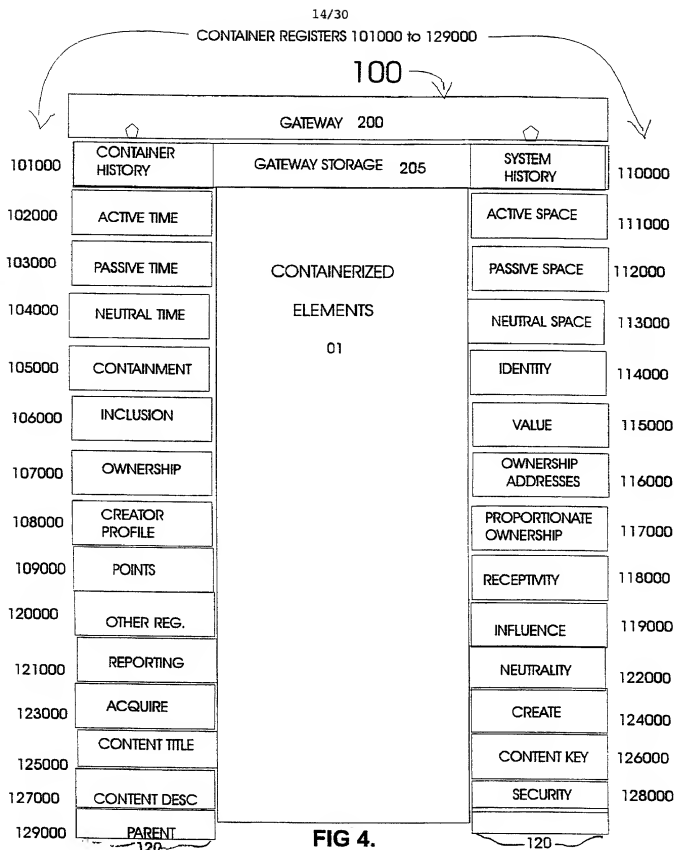 14/30
CONTAINER REGISTERS 101000 to 129000
100
GATEWAY 200
101000 CONTAINER HISTORY
GATEWAY STORAGE 205
SYSTEM HISTORY 110000
102000 ACTIVE TIME
ACTIVE SPACE 111000
103000 PASSIVE TIME
CONTAINERIZED
PASSIVE SPACE 112000
104000 NEUTRAL TIME
ELEMENTS
NEUTRAL SPACE 113000
01
105000 CONTAINMENT
IDENTITY 114000
106000 INCLUSION
VALUE 115000
107000 OWNERSHIP
OWNERSHIP ADDRESSES 116000
108000 CREATOR PROFILE
PROPORTIONATE OWNERSHIP 117000
109000 POINTS
RECEPTIVITY 118000
120000 OTHER REG.
INFLUENCE 119000
121000 REPORTING
NEUTRALITY 122000
123000 ACQUIRE
CREATE 124000
125000 CONTENT TITLE
CONTENT KEY 126000
127000 CONTENT DESC
SECURITY 128000
129000 PARENT
120
FIG 4.
120